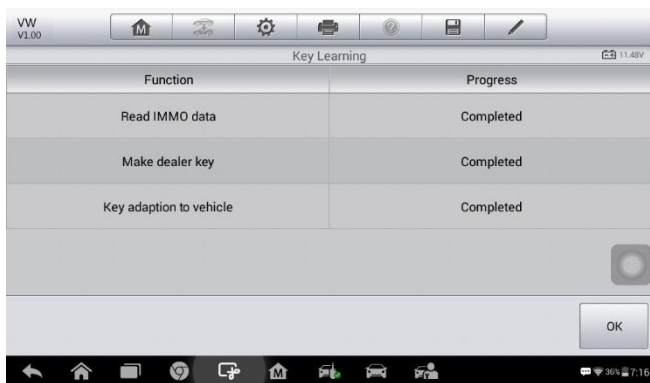 VW
V1.00
Key Learning
11.48V
Function Progress
Read IMMO data Completed
Make dealer key Completed
Key adaption to vehicle Completed
OK
36% 7:16